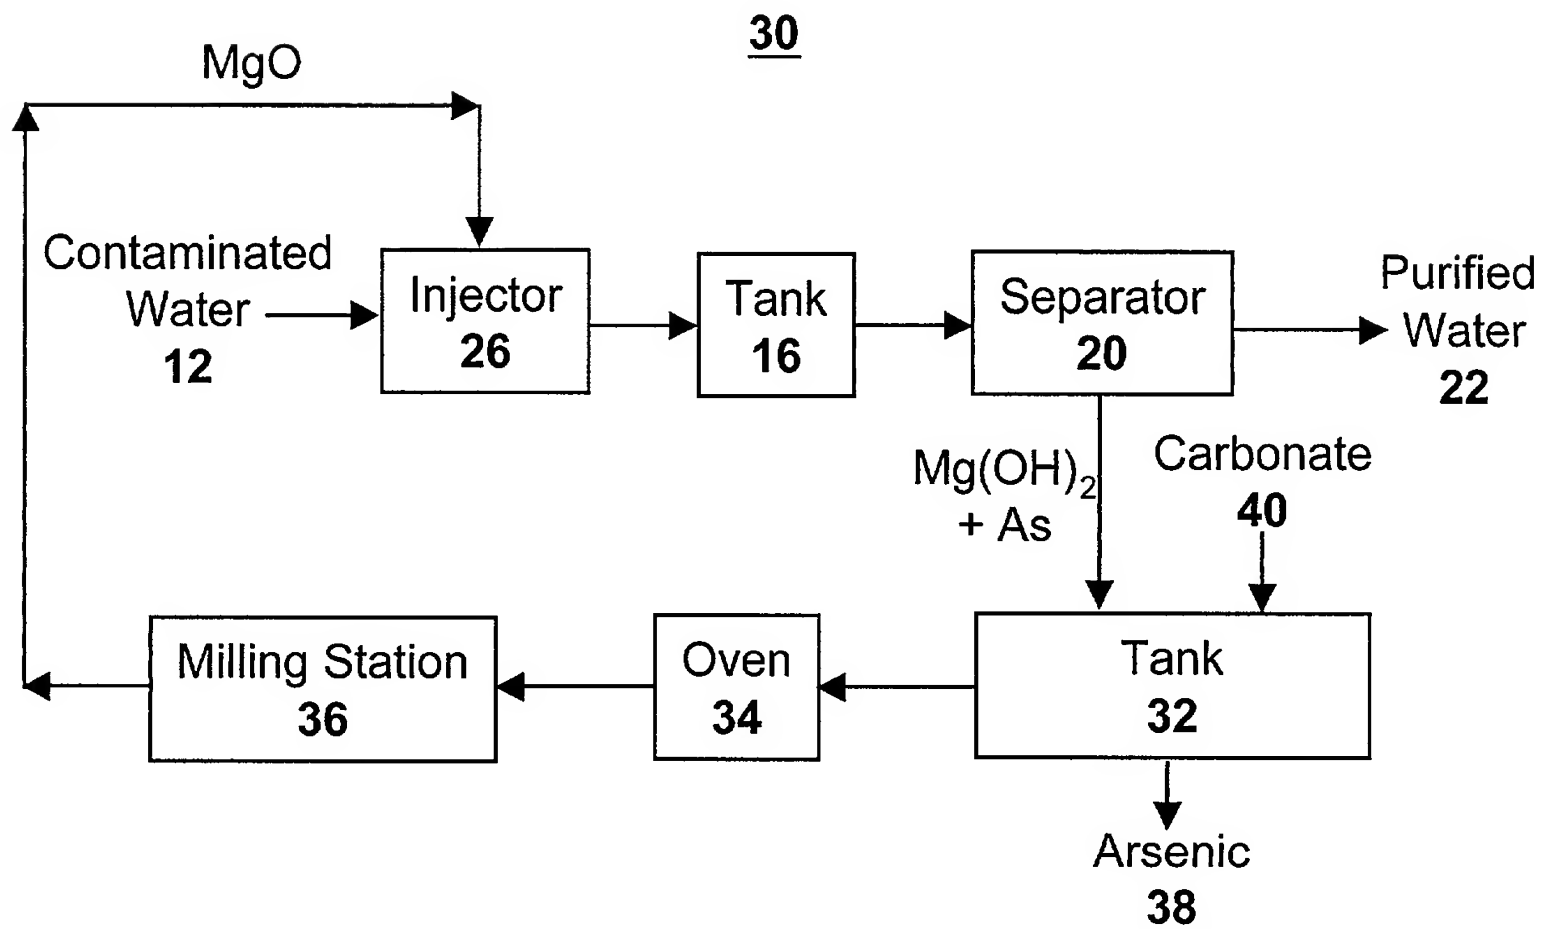 30
MgO
Contaminated
Water
12
Injector
26
Tank
16
Separator
20
Purified
Water
22
Mg(OH)₂
+ As
Carbonate
40
Milling Station
36
Oven
34
Tank
32
Arsenic
38